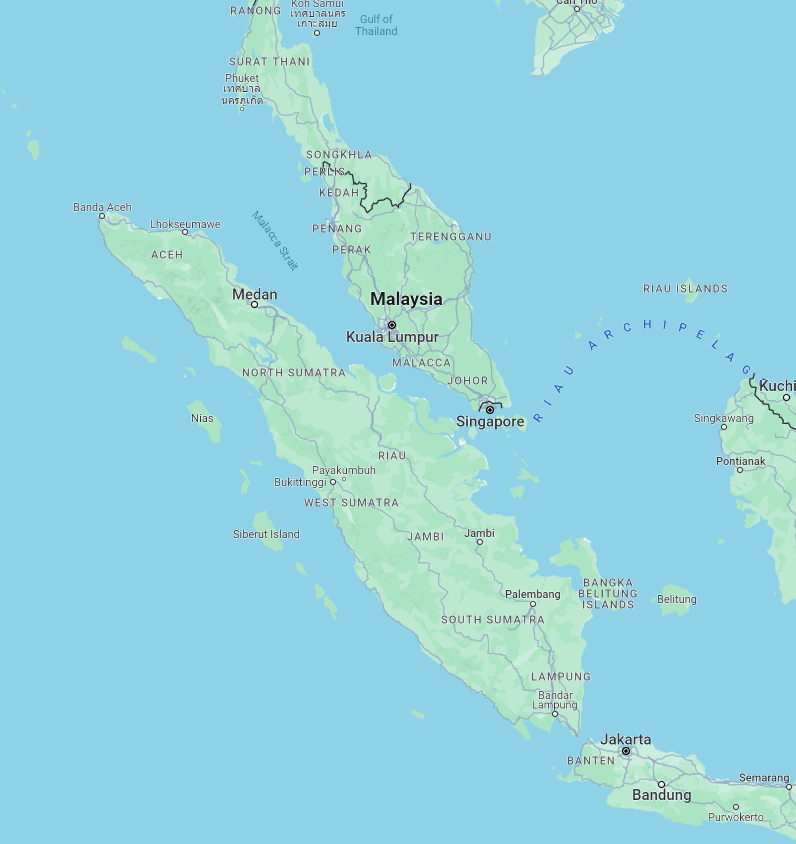 RANONG
Koh Samui
เทศบาลนคร
เกาะสมุย
Gulf of
Thailand
Can Tho
SURAT THANI
Phuket
เทศบาล
นครภูเก็ต
SONGKHLA
PERLIS
KEDAH
Banda Aceh
Lhokseumawe
ACEH
Malacca Strait
PENANG
PERAK
TERENGGANU
Medan
Malaysia
RIAU ISLANDS
Kuala Lumpur
RIAU ARCHIPELAG
MALACCA
NORTH SUMATRA
JOHOR
Kuchi
Nias
Singapore
Singkawang
RIAU
Pontianak
Payakumbuh
Bukittinggi
WEST SUMATRA
Siberut Island
JAMBI
Jambi
BANGKA
BELITUNG
ISLANDS
Palembang
Belitung
SOUTH SUMATRA
LAMPUNG
Bandar
Lampung
Jakarta
BANTEN
Semarang
Bandung
Purwokerto